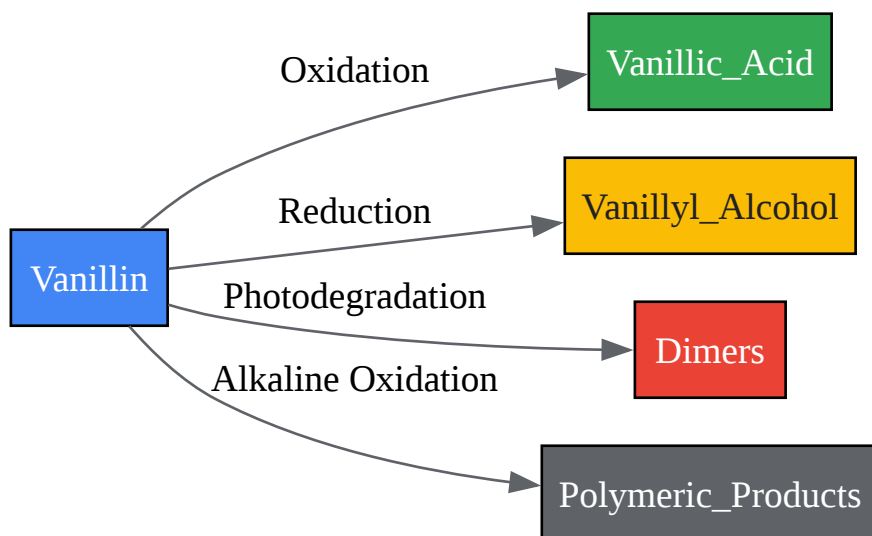 Oxidation
Vanillic_Acid
Reduction
Vanillyl_Alcohol
Vanillin
Photodegradation
Dimers
Alkaline Oxidation
Polymeric_Products